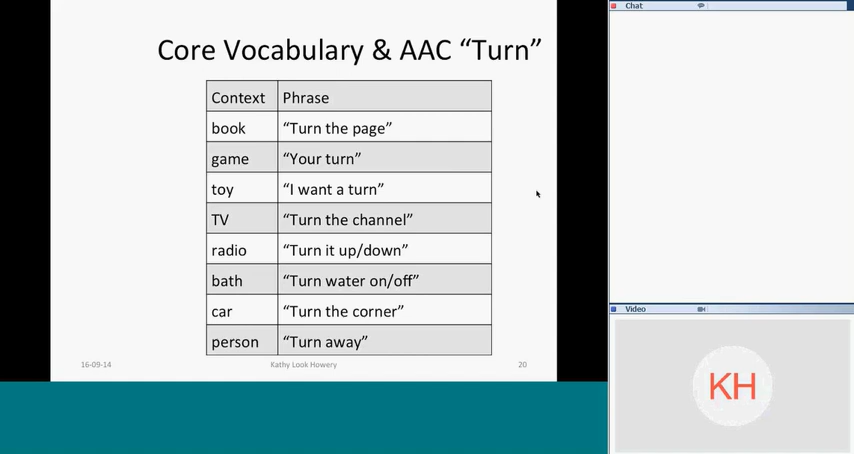 Core Vocabulary & AAC “Turn”
Context Phrase
book “Turn the page”
game “Your turn”
toy “I want a turn”
TV “Turn the channel”
radio “Turn it up/down”
bath “Turn water on/off”
car “Turn the corner”
person “Turn away”
16-09-14 Kathy Look Howery 20
Chat
Video
KH